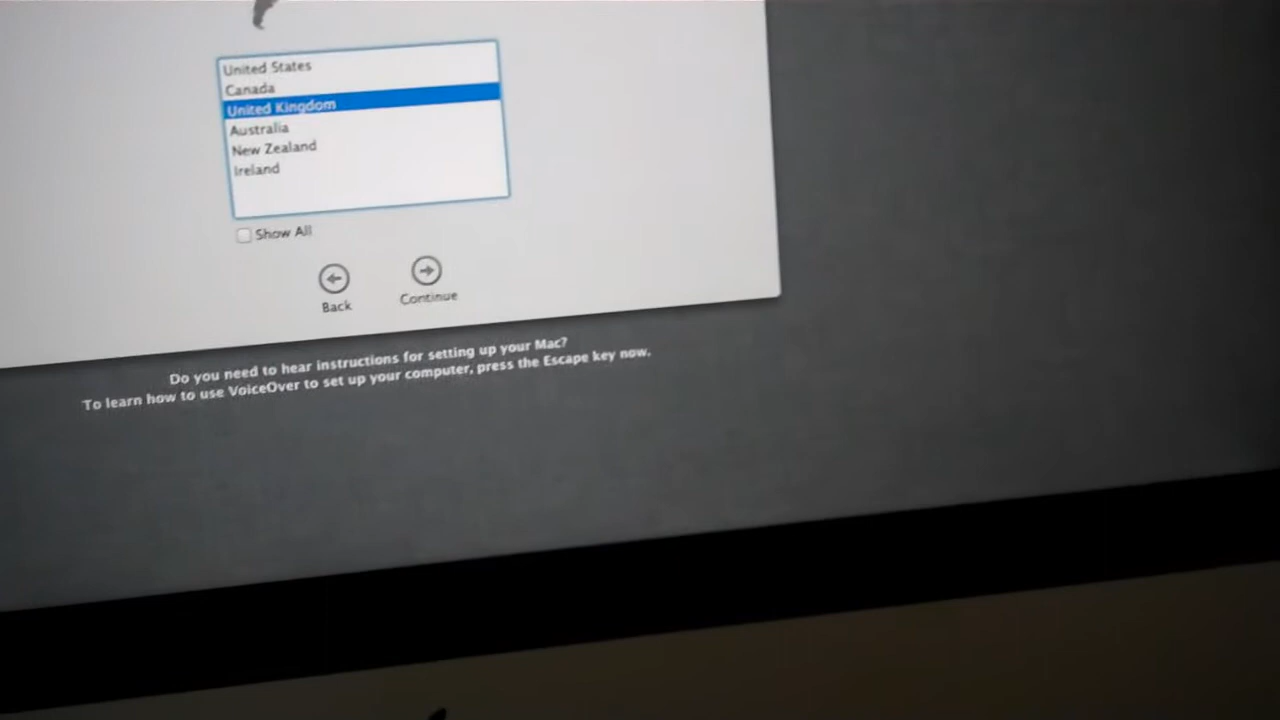 United States
Canada
United Kingdom
Australia
New Zealand
Ireland
Show All
Back
Continue
Do you need to hear instructions for setting up your Mac?
To learn how to use VoiceOver to set up your computer, press the Escape key now.